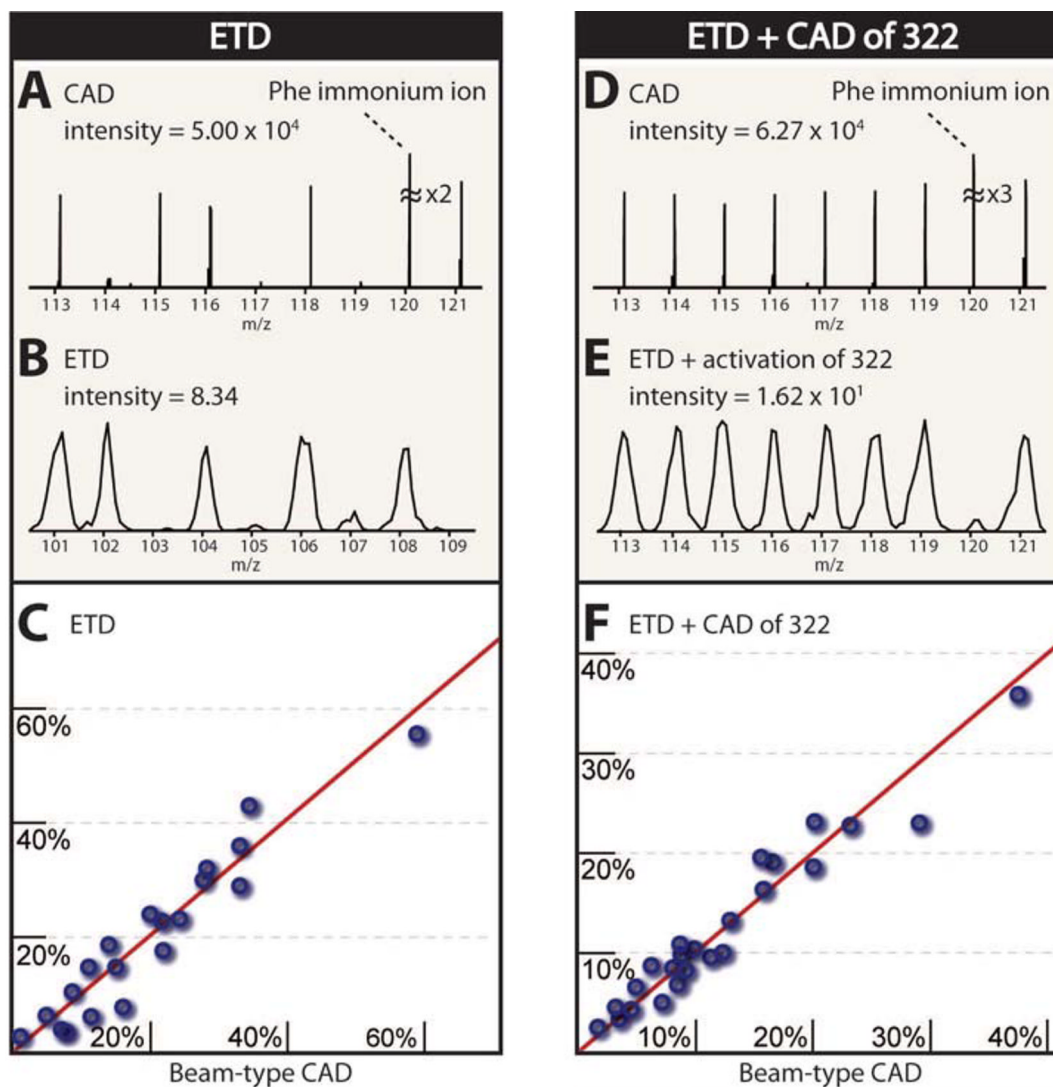 ETD
A CAD
Phe immonium ion
intensity = 5.00 x 10⁴
≈x2
113 114 115 116 117 118 119 120 121
m/z
B ETD
intensity = 8.34
101 102 103 104 105 106 107 108 109
m/z
C ETD
60%
40%
20%
20% 40% 60%
Beam-type CAD
ETD + CAD of 322
D CAD
Phe immonium ion
intensity = 6.27 x 10⁴
≈x3
113 114 115 116 117 118 119 120 121
m/z
E ETD + activation of 322
intensity = 1.62 x 10¹
113 114 115 116 117 118 119 120 121
m/z
F ETD + CAD of 322
40%
30%
20%
10%
10% 20% 30% 40%
Beam-type CAD